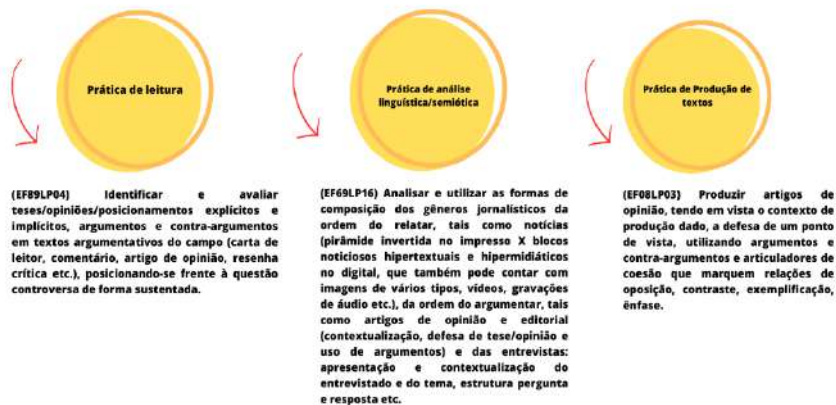 Prática de leitura
(EF89LP04) Identificar e avaliar
teses/opiniões/posicionamentos explícitos e
implícitos, argumentos e contra-argumentos
em textos argumentativos do campo (carta de
leitor, comentário, artigo de opinião, resenha
crítica etc.), posicionando-se frente à questão
controversa de forma sustentada.
Prática de análise
linguística/semiótica
(EF69LP16) Analisar e utilizar as formas de
composição dos gêneros jornalísticos da
ordem do relatar, tais como notícias
(pirâmide invertida no impresso X blocos
noticiosos hipertextuais e hipermidiáticos
no digital, que também pode contar com
imagens de vários tipos, vídeos, gravações
de áudio etc.), da ordem do argumentar, tais
como artigos de opinião e editorial
(contextualização, defesa de tese/opinião e
uso de argumentos) e das entrevistas:
apresentação e contextualização do
entrevistado e do tema, estrutura pergunta
e resposta etc.
Prática de Produção de
textos
(EF08LP03) Produzir artigos de
opinião, tendo em vista o contexto de
produção dado, a defesa de um ponto
de vista, utilizando argumentos e
contra-argumentos e articuladores de
coesão que marquem relações de
oposição, contraste, exemplificação,
ênfase.